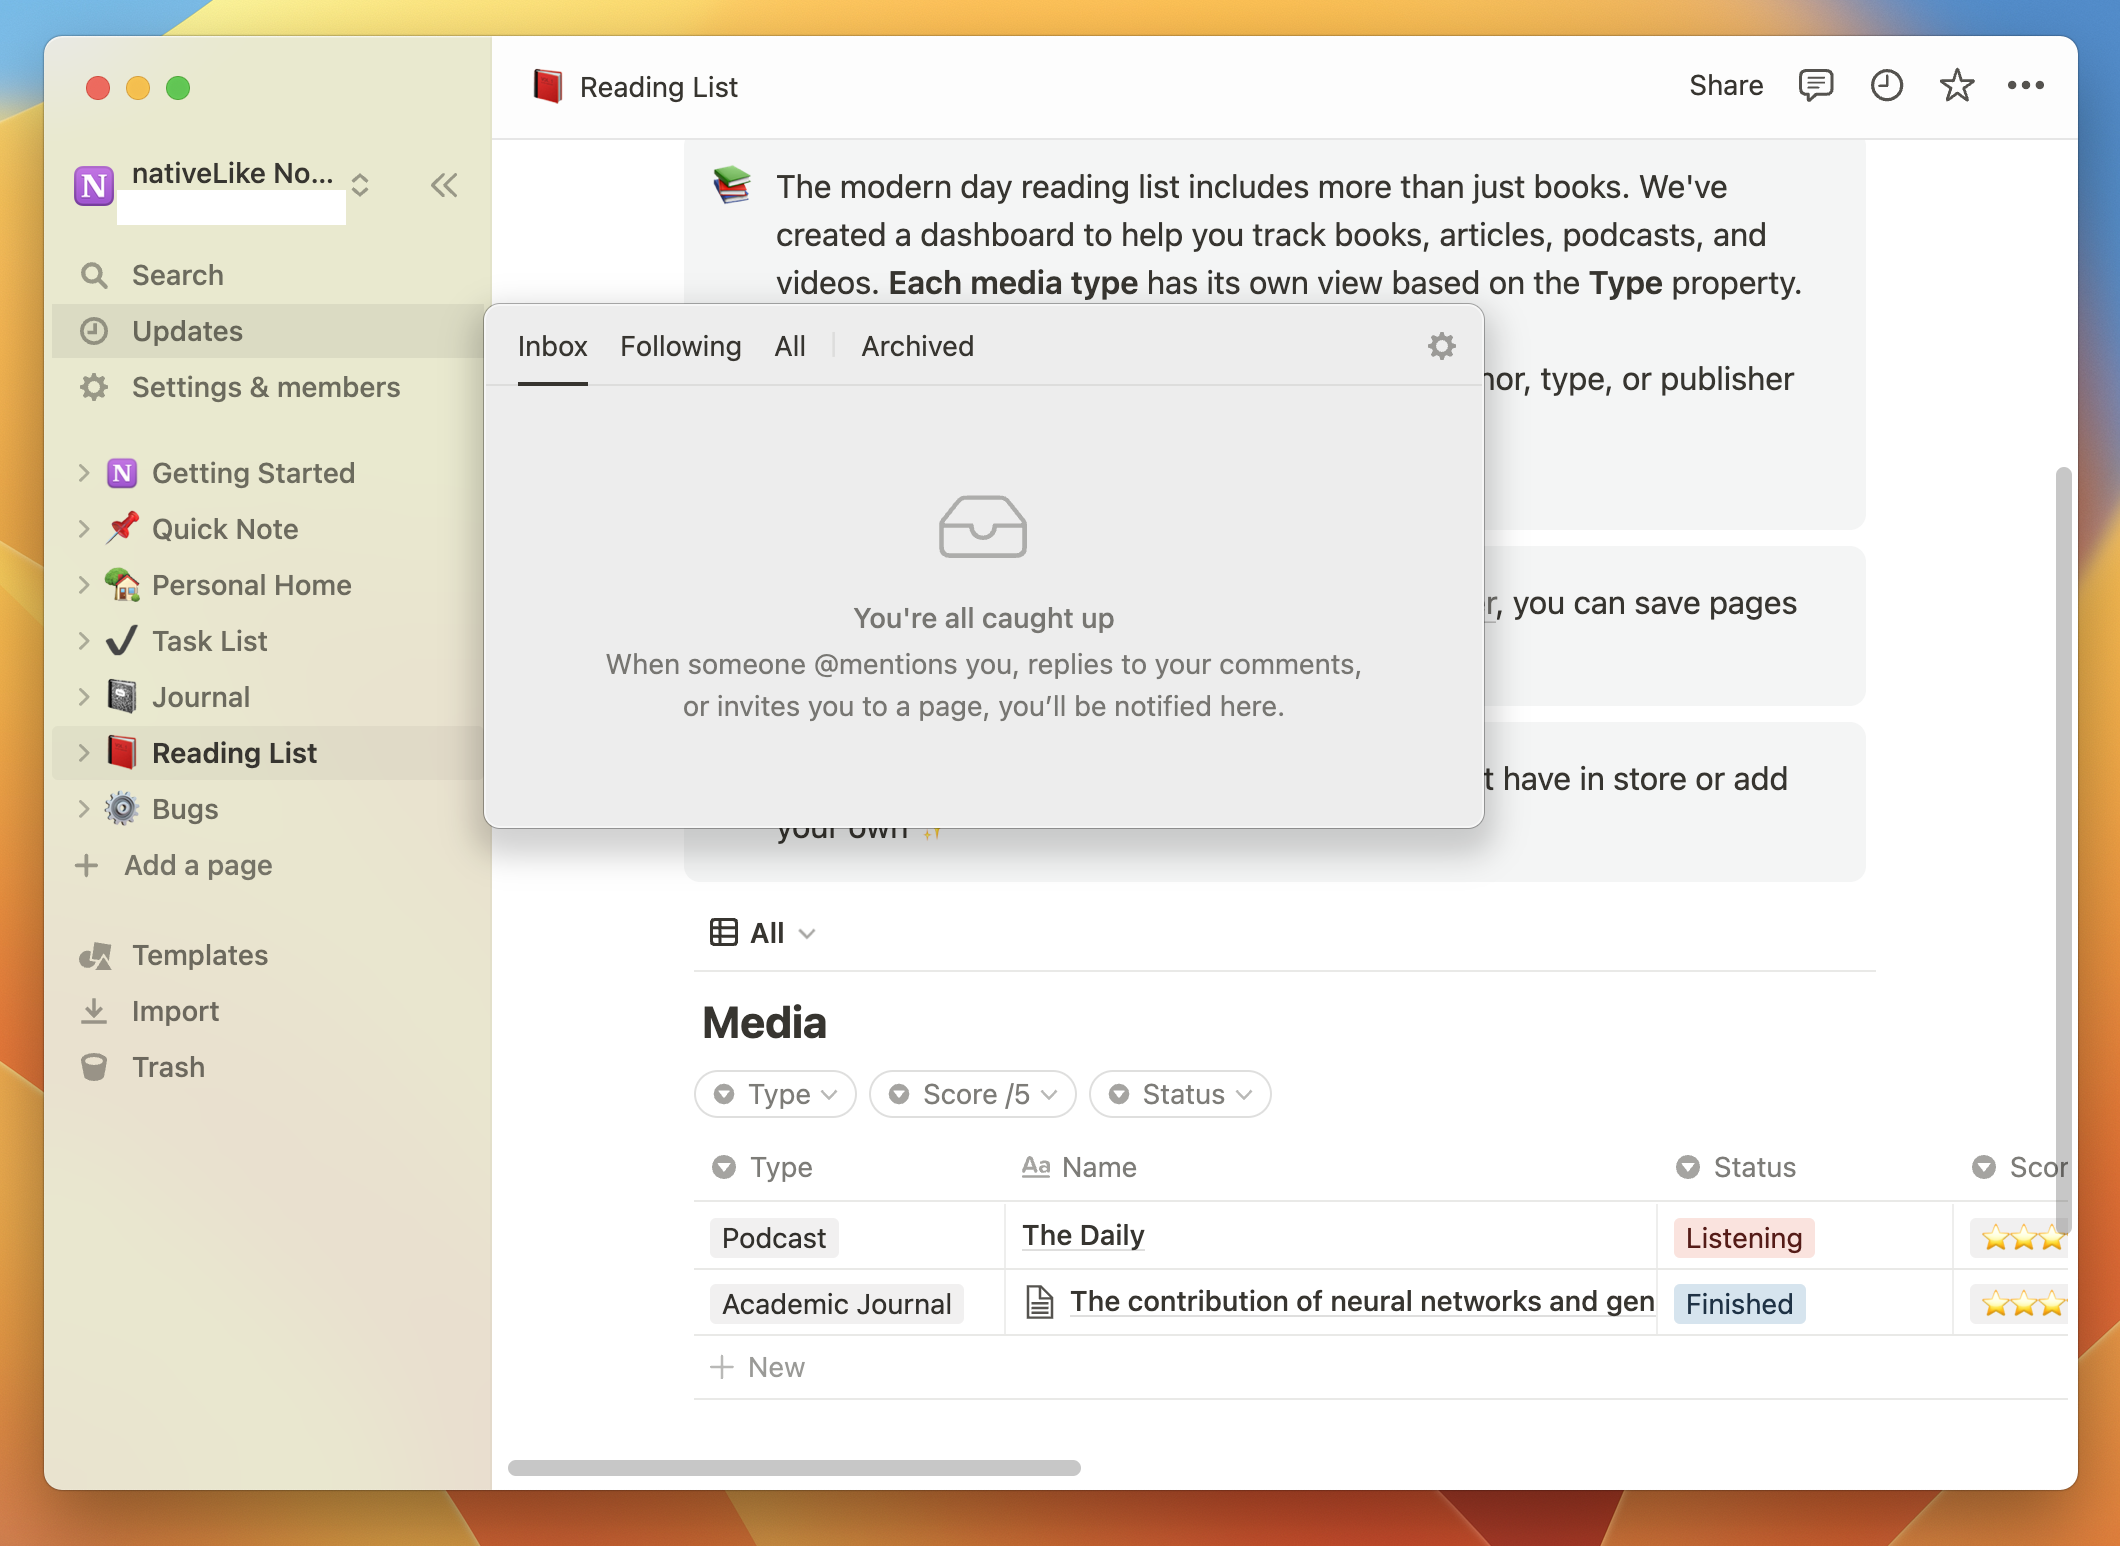 Reading List
Share
nativeLike No...
Search
Updates
Settings & members
Getting Started
Quick Note
Personal Home
Task List
Journal
Reading List
Bugs
Add a page
Templates
Import
Trash
The modern day reading list includes more than just books. We've
created a dashboard to help you track books, articles, podcasts, and
videos. Each media type has its own view based on the Type property.
Inbox Following All Archived
type, or publisher
You're all caught up
When someone @mentions you, replies to your comments,
or invites you to a page, you’ll be notified here.
you can save pages
have in store or add
your own ✨
All
Media
Type Score /5 Status
Type Aa Name Status Scor
Podcast The Daily Listening ⭐⭐⭐
Academic Journal The contribution of neural networks and gen Finished ⭐⭐⭐
New